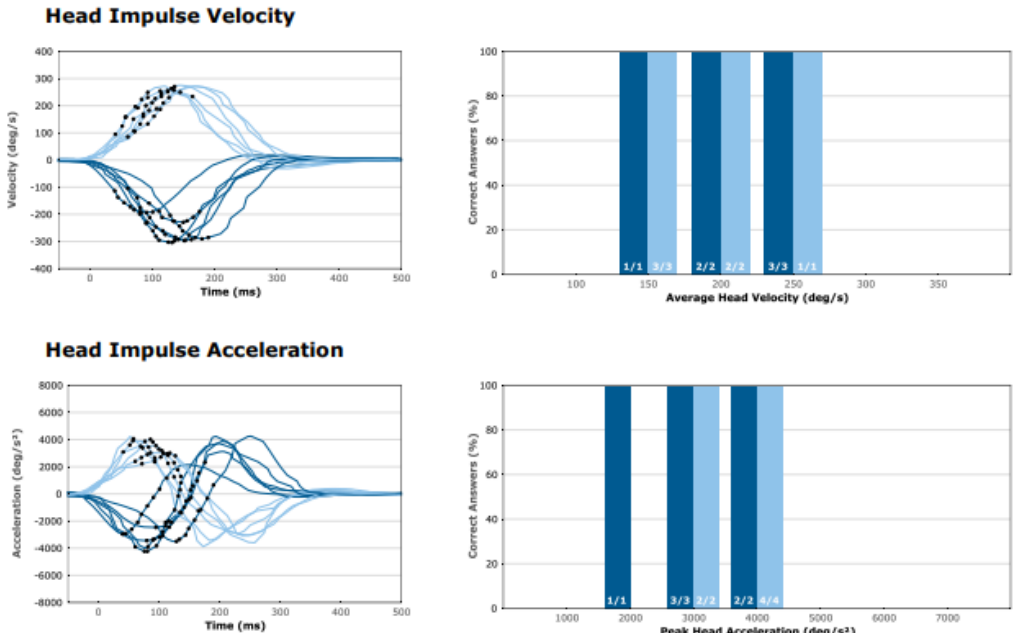 Head Impulse Velocity
400
300
200
100
0
-100
-200
-300
-400
Velocity (deg/s)
0 100 200 300 400 500
Time (ms)
100
80
60
40
20
0
Correct Answers (%)
1/1 3/3 2/2 2/2 3/3 1/1
100 150 200 250 300 350
Average Head Velocity (deg/s)
Head Impulse Acceleration
8000
6000
4000
2000
0
-2000
-4000
-6000
-8000
Acceleration (deg/s²)
0 100 200 300 400 500
Time (ms)
100
80
60
40
20
0
Correct Answers (%)
1/1 3/3 2/2 2/2 4/4
1000 2000 3000 4000 5000 6000 7000
Peak Head Acceleration (deg/s²)